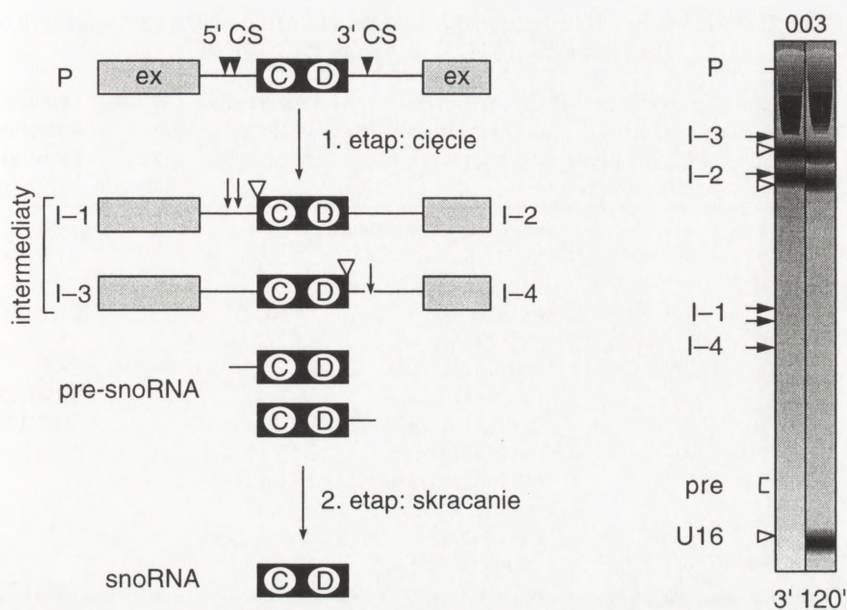 5' CS 3' CS
P ex C D ex
1. etap: cięcie
intermediaty
I–1 C D I–2
I–3 C D I–4
pre-snoRNA
C D
C D
2. etap: skracanie
snoRNA C D
003
P
I–3
I–2
I–1
I–4
pre
U16
3' 120'